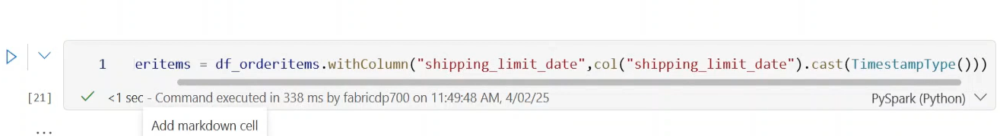 1 eritems = df_orderitems.withColumn("shipping_limit_date",col("shipping_limit_date").cast(TimestampType()))
[21] <1 sec - Command executed in 338 ms by fabricdp700 on 11:49:48 AM, 4/02/25 PySpark (Python)
... Add markdown cell